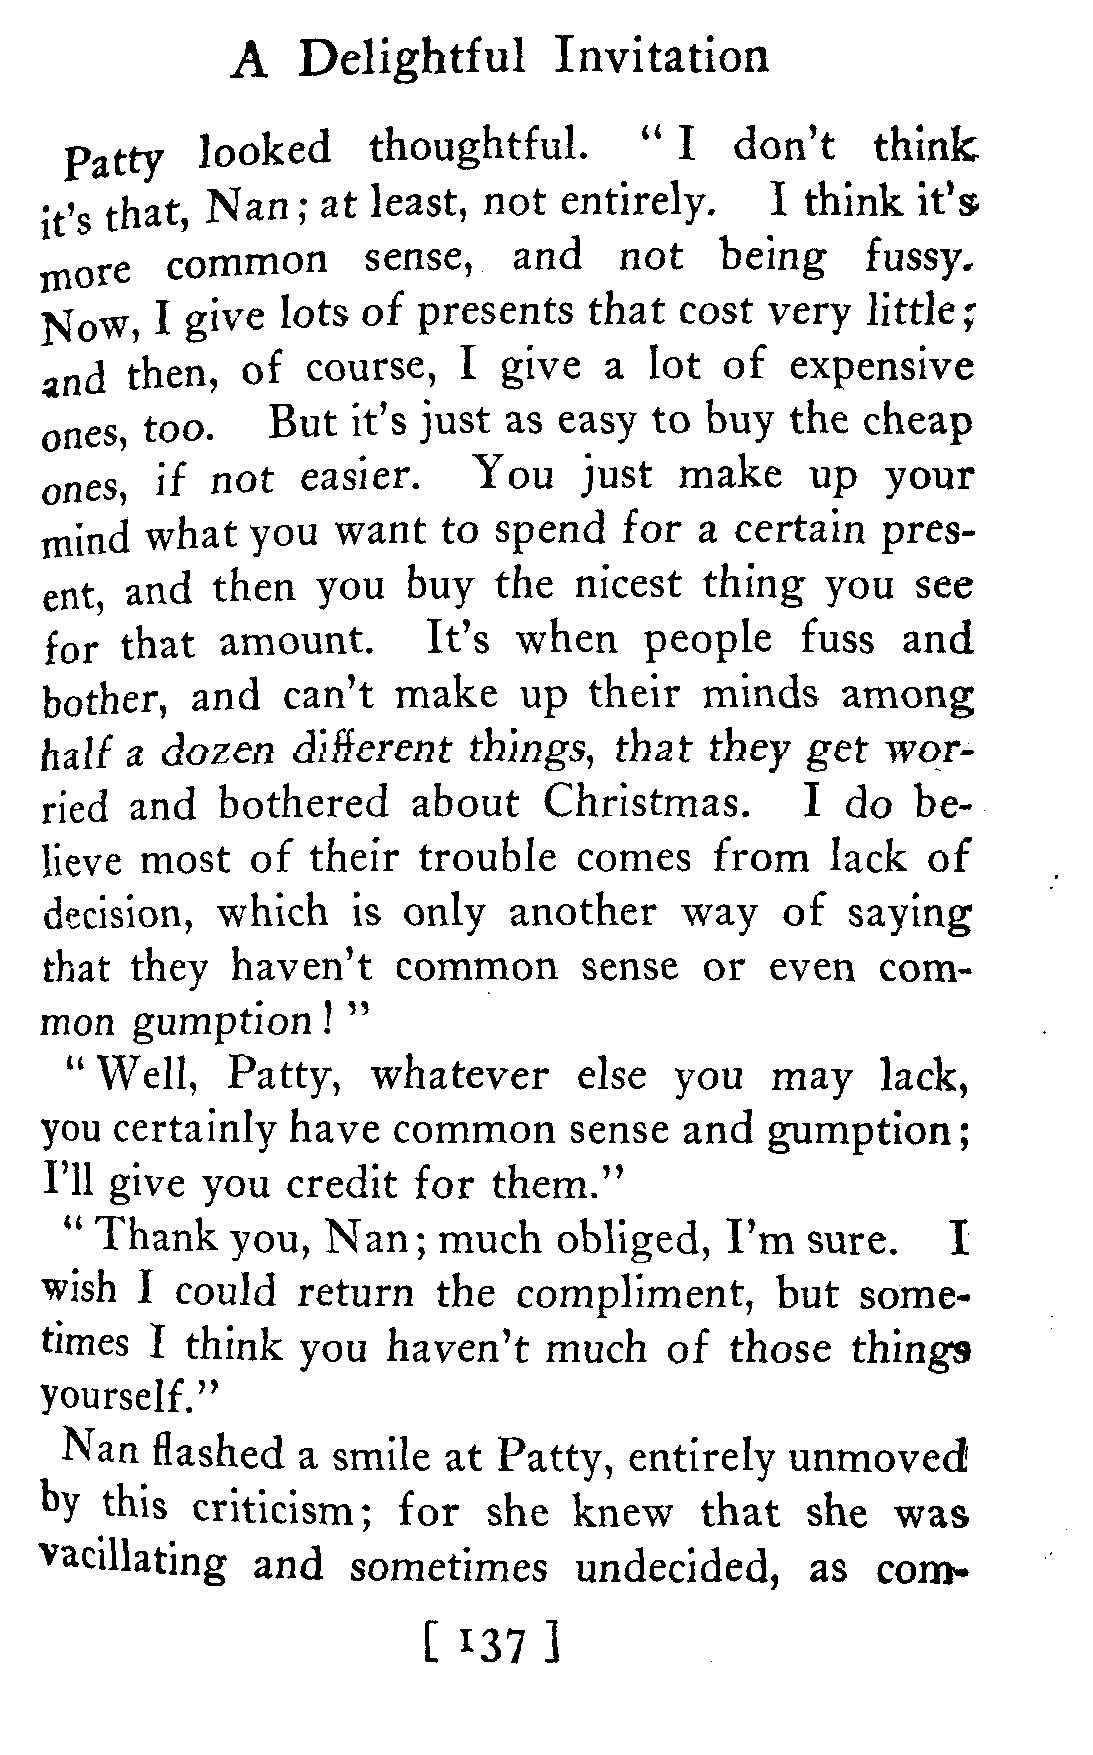 A Delightful Invitation
Patty looked thoughtful. "I don't think
it's that, Nan; at least, not entirely. I think it's
more common sense, and not being fussy.
Now, I give lots of presents that cost very little;
and then, of course, I give a lot of expensive
ones, too. But it's just as easy to buy the cheap
ones, if not easier. You just make up your
mind what you want to spend for a certain pres-
ent, and then you buy the nicest thing you see
for that amount. It's when people fuss and
bother, and can't make up their minds among
half a dozen different things, that they get wor-
ried and bothered about Christmas. I do be-
lieve most of their trouble comes from lack of
decision, which is only another way of saying
that they haven't common sense or even com-
mon gumption!"
"Well, Patty, whatever else you may lack,
you certainly have common sense and gumption;
I'll give you credit for them."
"Thank you, Nan; much obliged, I'm sure. I
wish I could return the compliment, but some-
times I think you haven't much of those things
yourself."
Nan flashed a smile at Patty, entirely unmoved
by this criticism; for she knew that she was
vacillating and sometimes undecided, as com-
[ 137 ]